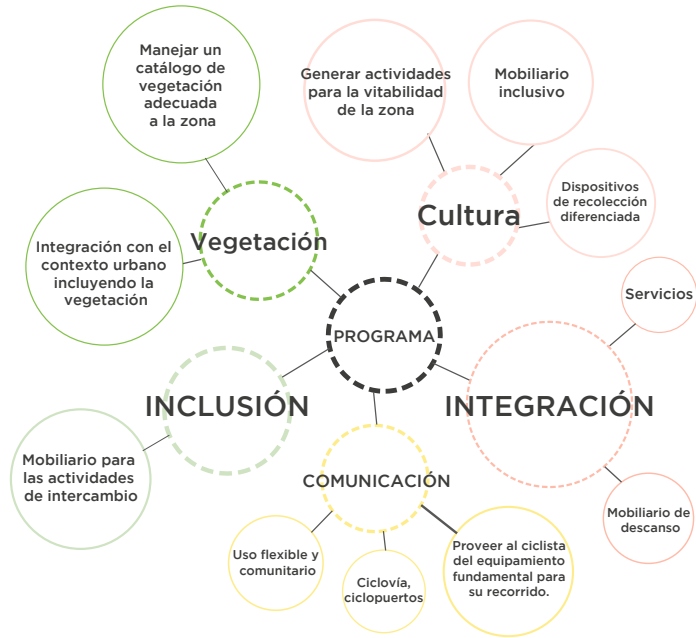 Manejar un
catálogo de
vegetación
adecuada
a la zona
Generar actividades
para la vitabilidad
de la zona
Mobiliario
inclusivo
Dispositivos
de recolección
diferenciada
Cultura
Vegetación
Integración con el
contexto urbano
incluyendo la
vegetación
Servicios
PROGRAMA
INCLUSIÓN
INTEGRACIÓN
Mobiliario para
las actividades
de intercambio
COMUNICACIÓN
Mobiliario de
descanso
Uso flexible y
comunitario
Ciclovía,
ciclopuertos
Proveer al ciclista
del equipamiento
fundamental para
su recorrido.